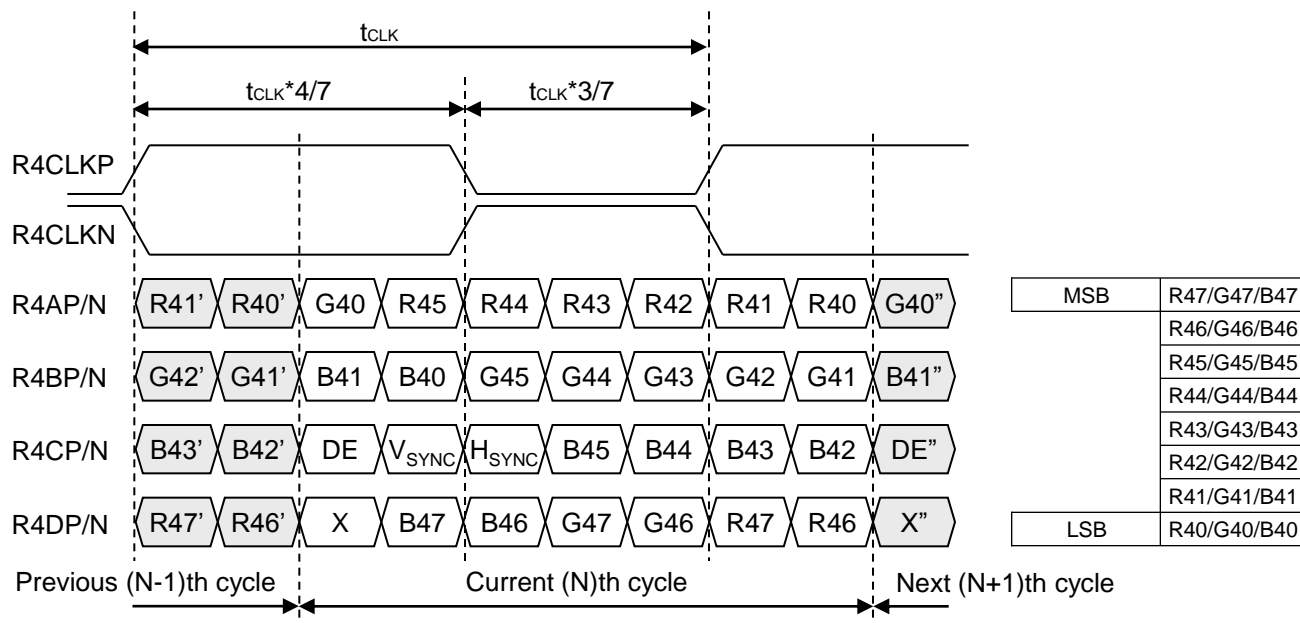 tCLK
tCLK*4/7 tCLK*3/7
R4CLKP
R4CLKN
R4AP/N R41’ R40’ G40 R45 R44 R43 R42 R41 R40 G40”
R4BP/N G42’ G41’ B41 B40 G45 G44 G43 G42 G41 B41”
R4CP/N B43’ B42’ DE VSYNC HSYNC B45 B44 B43 B42 DE”
R4DP/N R47’ R46’ X B47 B46 G47 G46 R47 R46 X”
Previous (N-1)th cycle Current (N)th cycle Next (N+1)th cycle
MSB R47/G47/B47
R46/G46/B46
R45/G45/B45
R44/G44/B44
R43/G43/B43
R42/G42/B42
R41/G41/B41
LSB R40/G40/B40